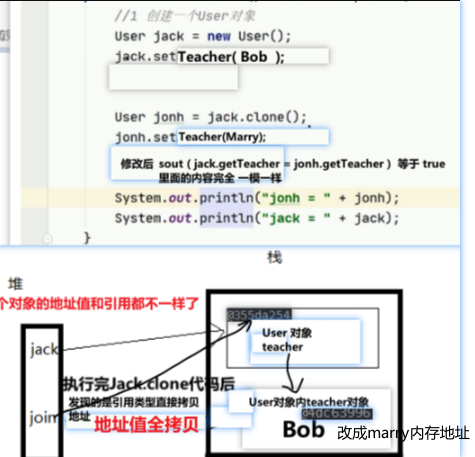 //1 创建一个User对象
User jack = new User();
jack.setTeacher( Bob );
User jonh = jack.clone();
jonh.setTeacher(Marry);
修改后 sout ( jack.getTeacher = jonh.getTeacher ) 等于 true
里面的内容完全 一模一样
System.out.println("jonh = " + jonh);
System.out.println("jack = " + jack);
}
栈
堆
个对象的地址值和引用都不一样了
0355da254
User 对象
teacher
jack
执行完Jack.clone代码后
发现的是引用类型直接拷贝
地址
User对象内teacher对象
d4dc63996
join
地址值全拷贝
Bob
改成marry内存地址